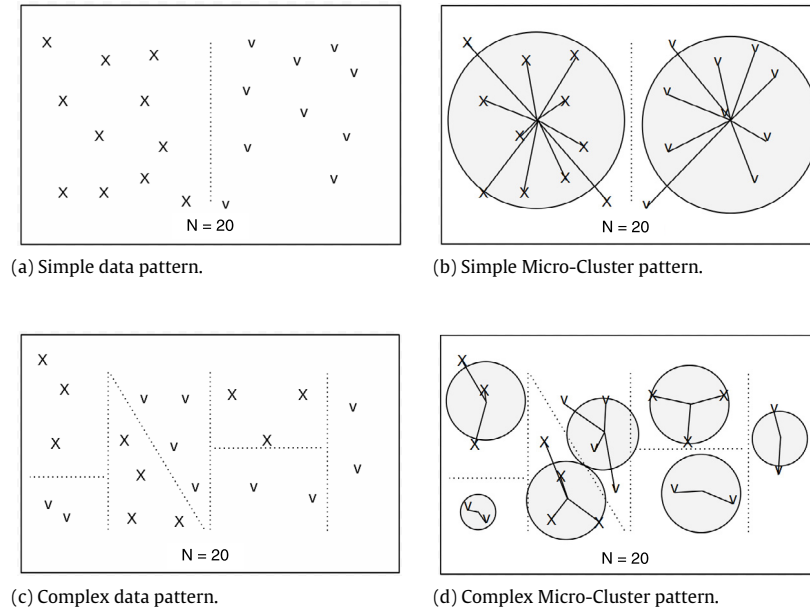 X X X X X X X X X X X
v v v v v v v v v
N = 20
(a) Simple data pattern.
X X X X X X X X X X X
v v v v v v v v v
N = 20
(b) Simple Micro-Cluster pattern.
X X X X X X X X X X
v v v v v v v v v v
N = 20
(c) Complex data pattern.
X X X X X X X X X X
v v v v v v v v v v
N = 20
(d) Complex Micro-Cluster pattern.